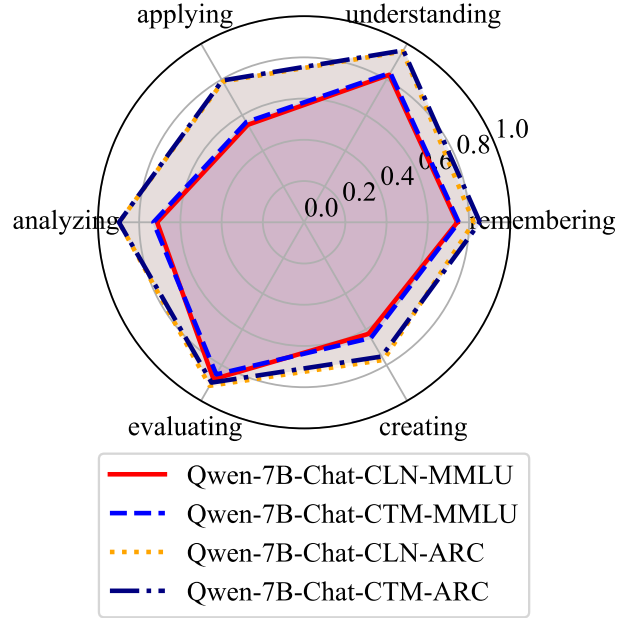 applying understanding
1.0
0.8
0.6
0.4
0.2
0.0
analyzing remembering
evaluating creating
Qwen-7B-Chat-CLN-MMLU
Qwen-7B-Chat-CTM-MMLU
Qwen-7B-Chat-CLN-ARC
Qwen-7B-Chat-CTM-ARC